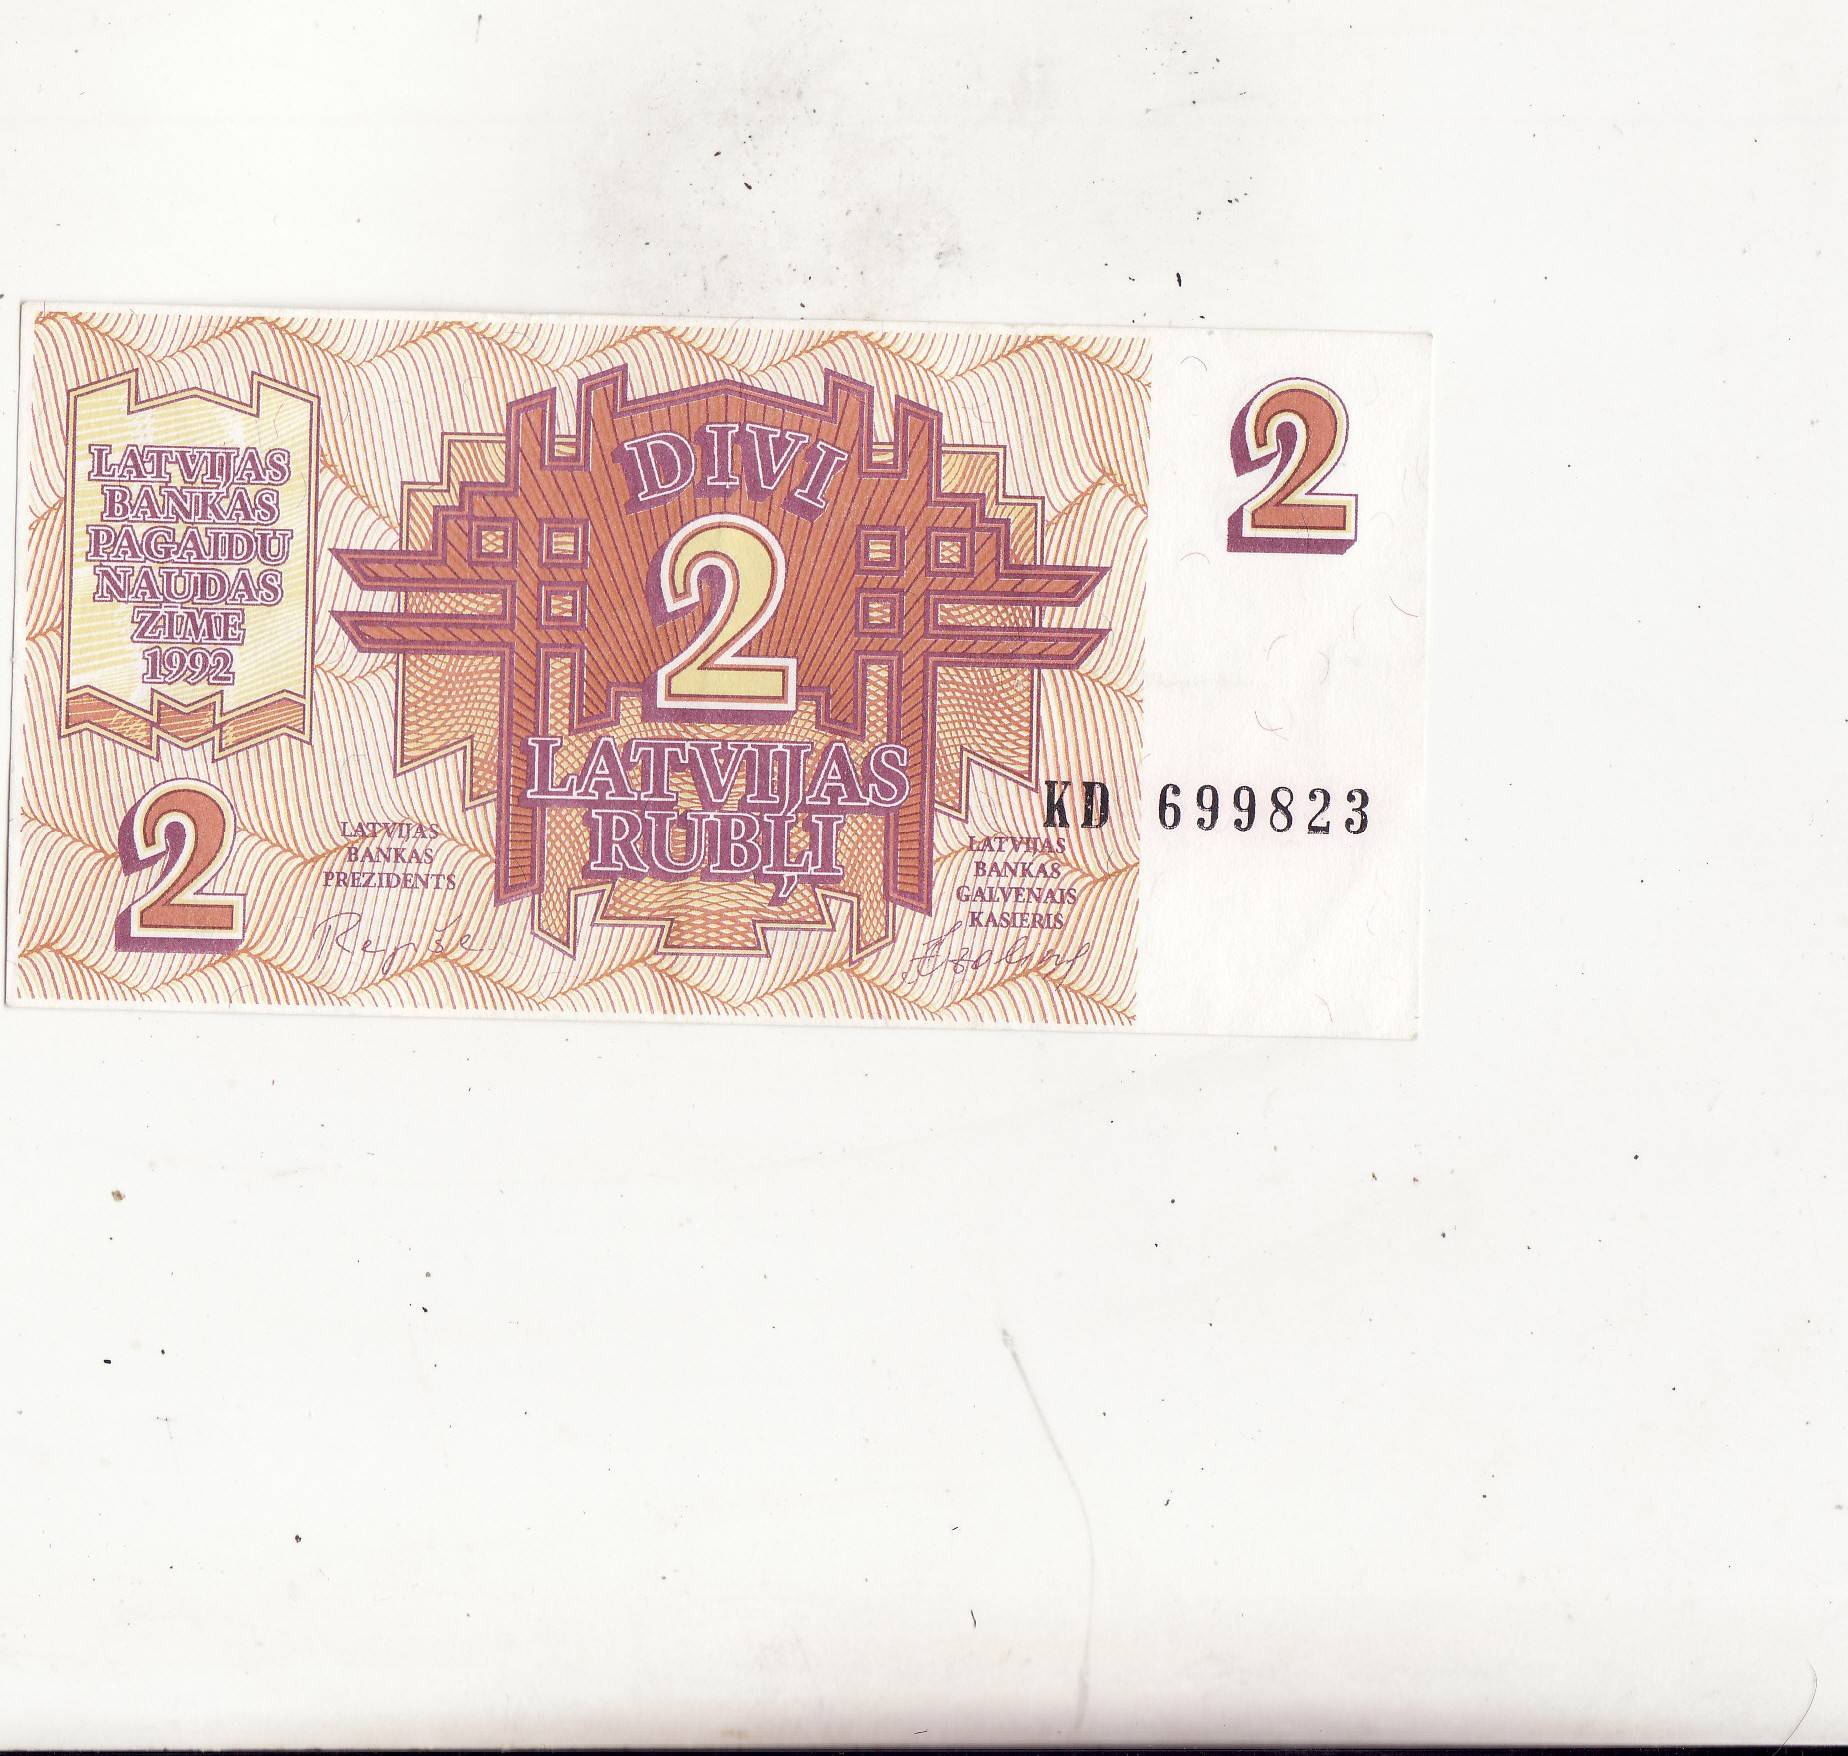 LATVIJAS
BANKAS
PAGAIDU
NAUDAS
ZĪME
1992
DIVI
2
LATVIJAS
RUBĻI
2
KD 699823
2
LATVIJAS
BANKAS
PREZIDENTS
LATVIJAS
BANKAS
GALVENAIS
KASIERIS